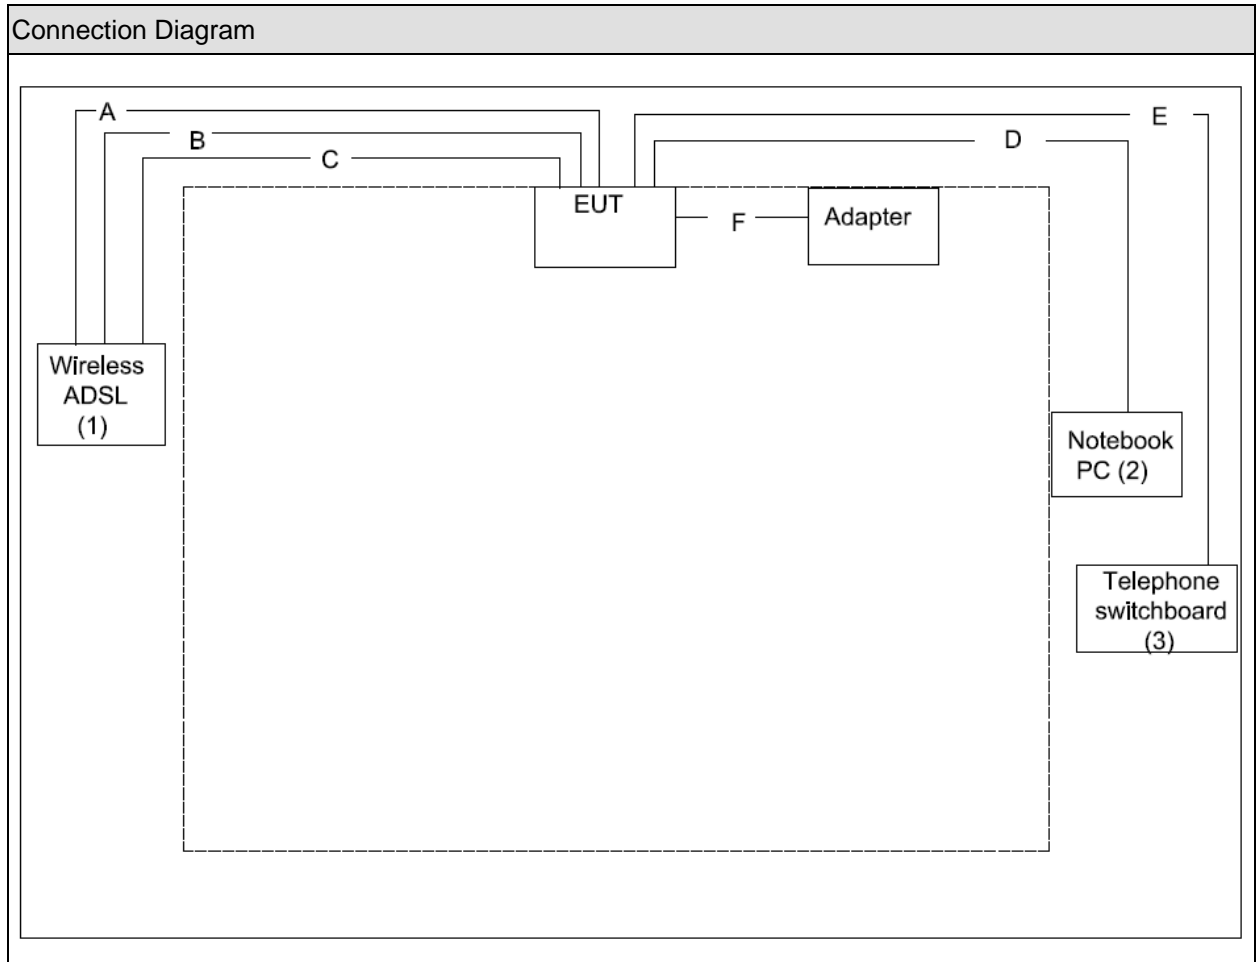 Connection Diagram
A
E
B
D
C
EUT
F
Adapter
Wireless
ADSL
(1)
Notebook
PC (2)
Telephone
switchboard
(3)